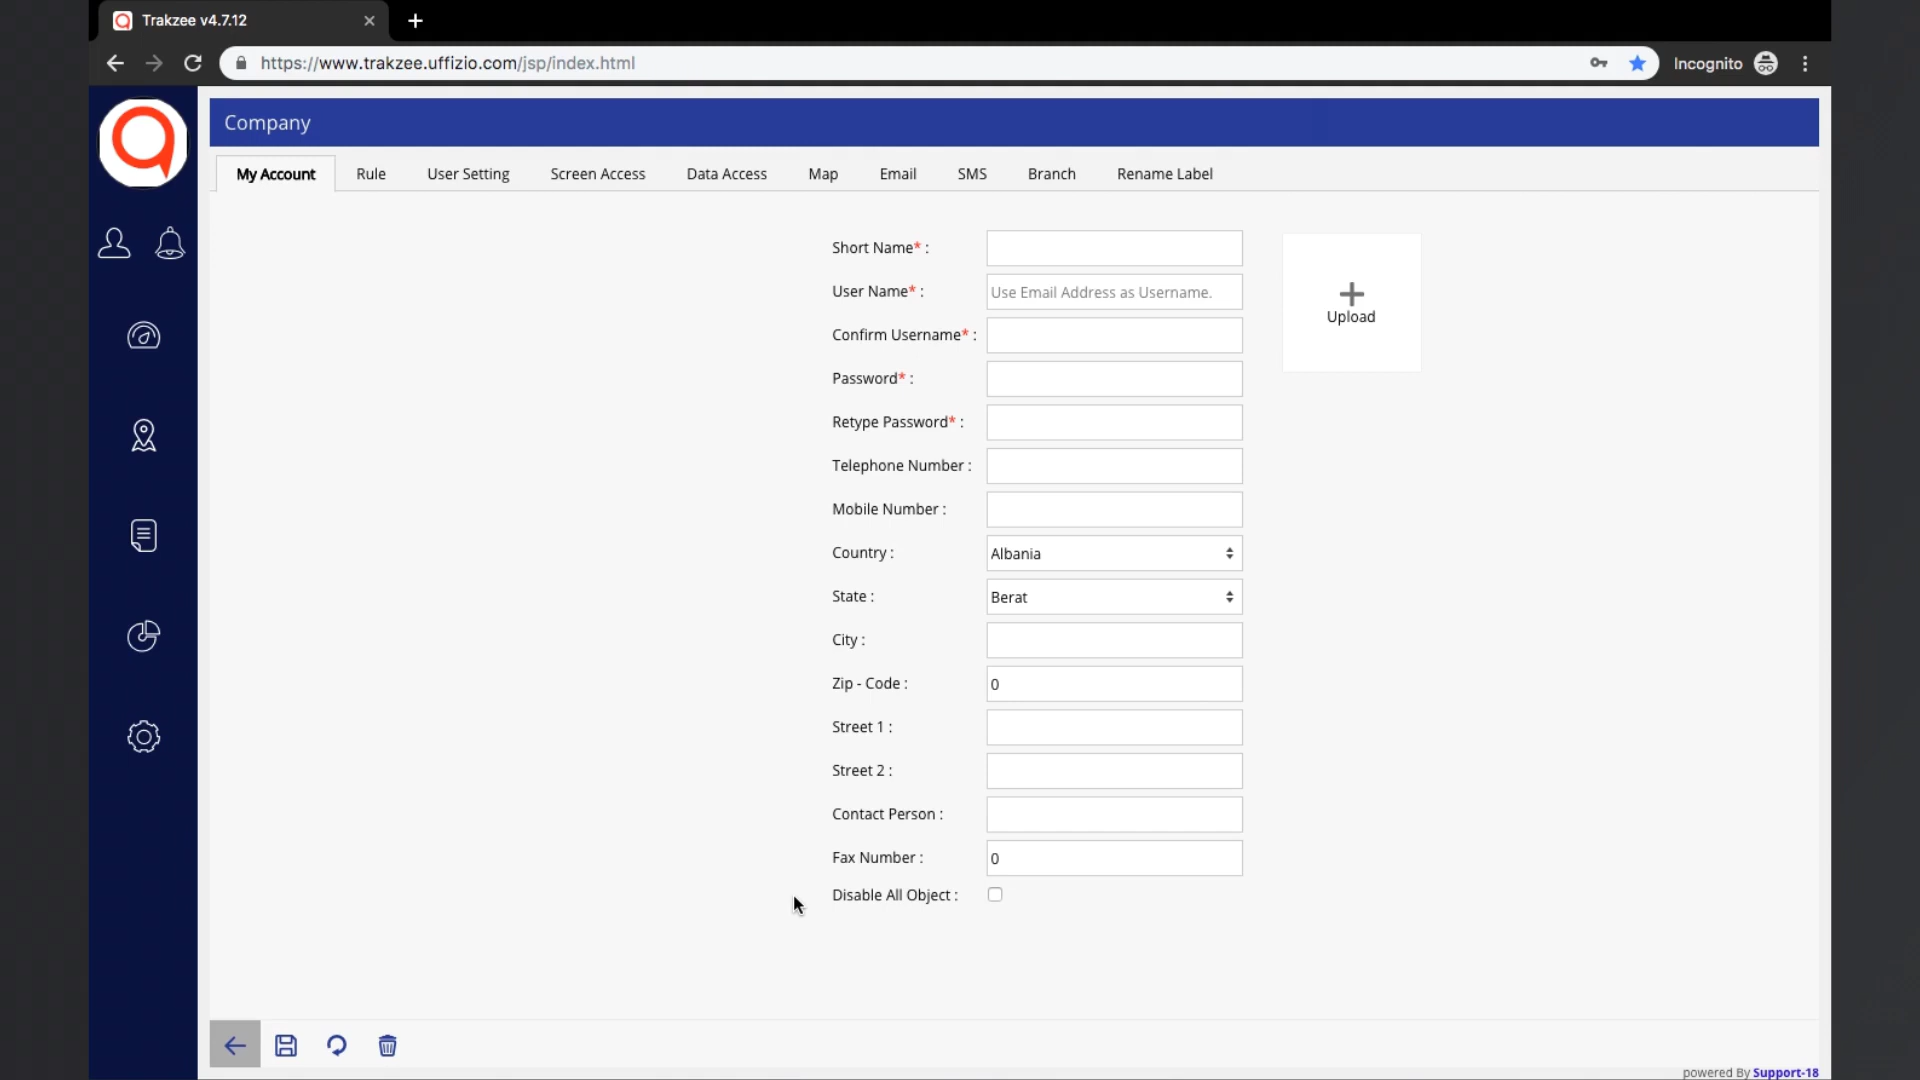 Trakzee v4.7.12
https://www.trakzee.uffizio.com/jsp/index.html
Incognito
Company
My Account Rule User Setting Screen Access Data Access Map Email SMS Branch Rename Label
Short Name* :
User Name* : Use Email Address as Username.
Confirm Username* :
Password* :
Retype Password* :
Telephone Number :
Mobile Number :
Country : Albania
State : Berat
City :
Zip - Code : 0
Street 1 :
Street 2 :
Contact Person :
Fax Number : 0
Disable All Object :
Upload
powered By Support-18